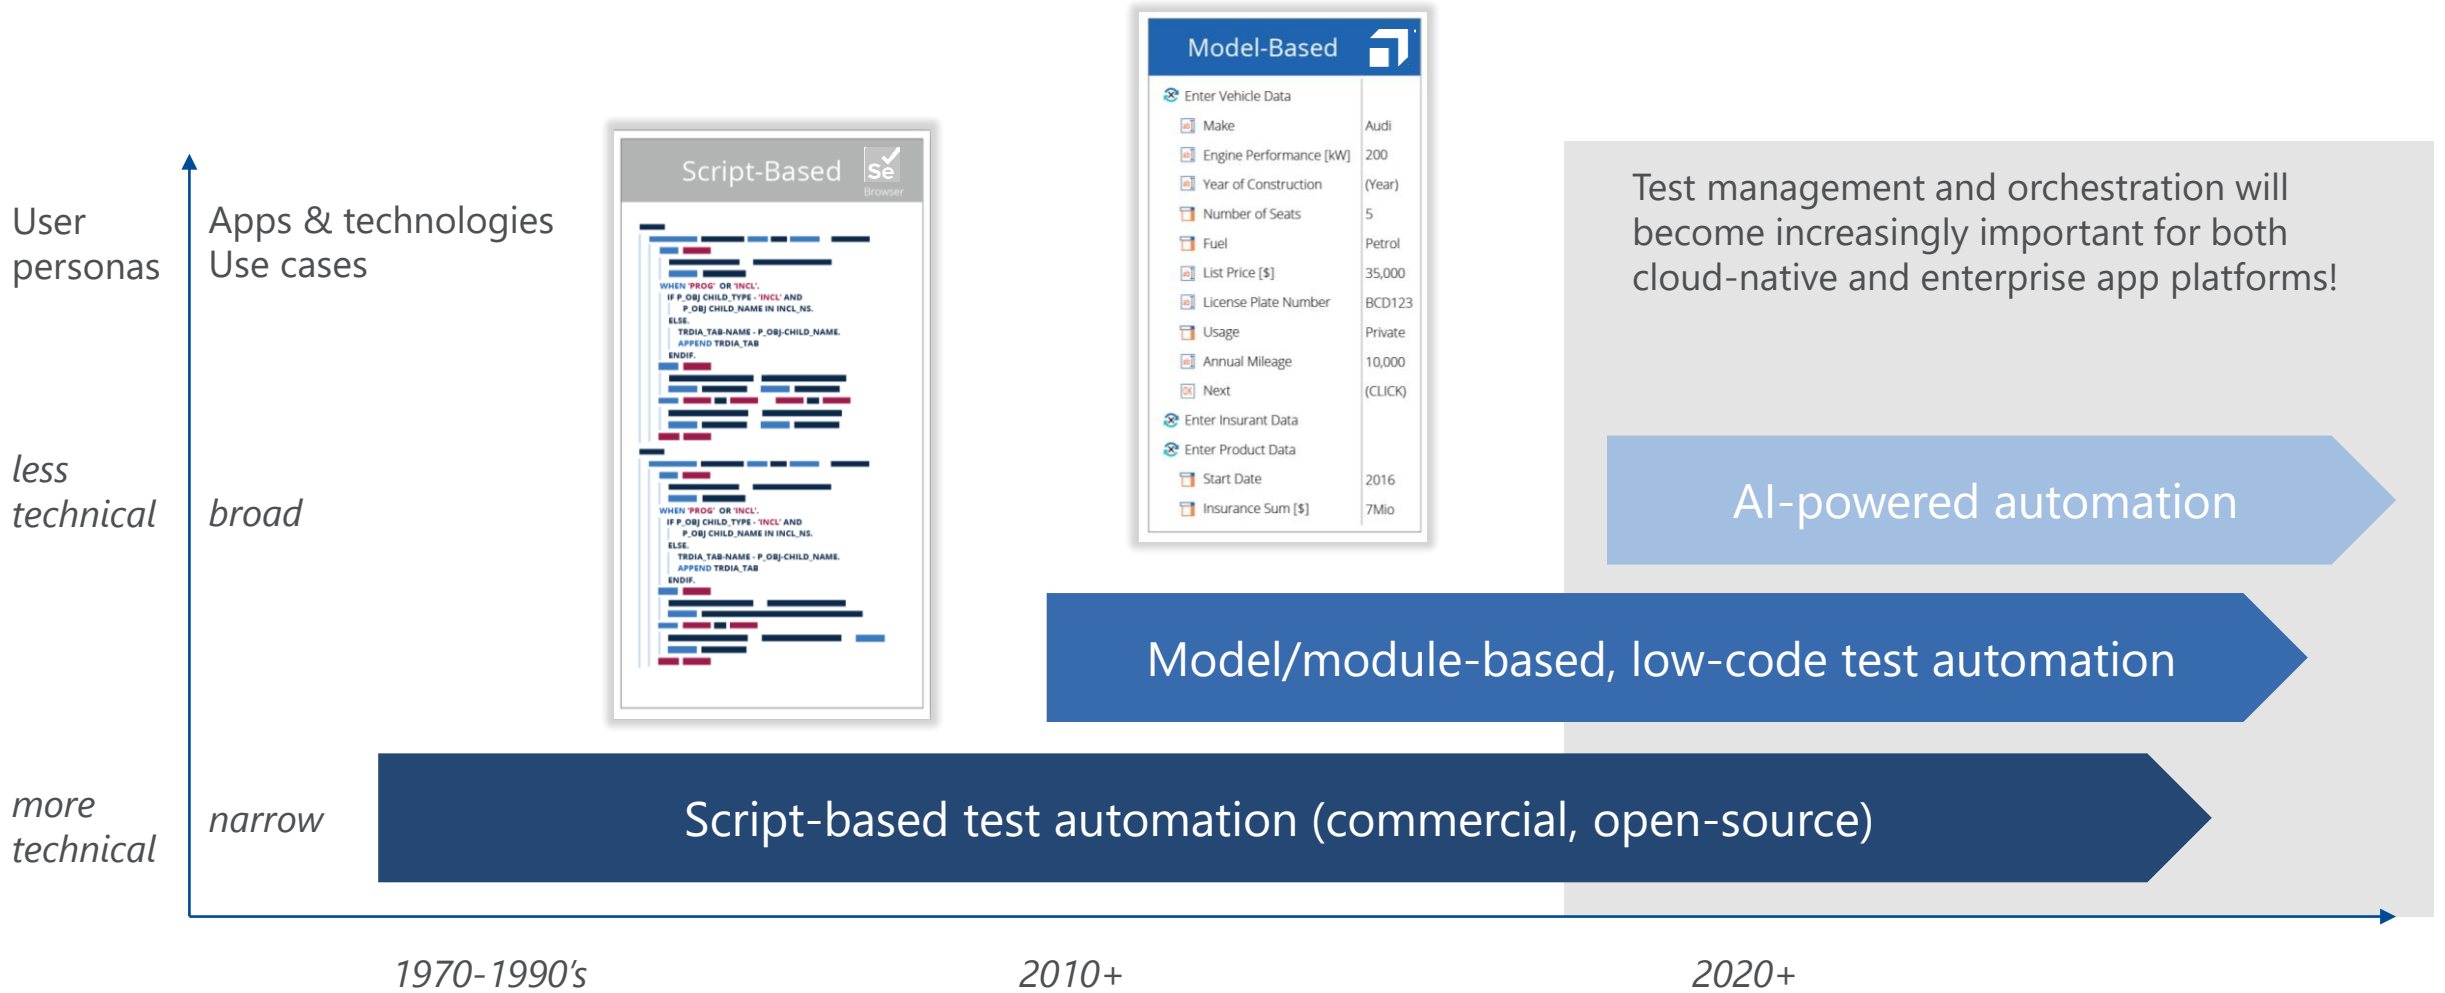 User
personas
Apps & technologies
Use cases
less
technical
broad
more
technical
narrow
Script-Based
Se
Browser
WHEN 'PROG' OR 'INCL'.
IF P_OBJ CHILD_TYPE - 'INCL' AND
P_OBJ CHILD_NAME IN INCL_NS.
ELSE.
TRDIA_TAB-NAME - P_OBJ-CHILD_NAME.
APPEND TRDIA_TAB
ENDIF.
WHEN 'PROG' OR 'INCL'.
IF P_OBJ CHILD_TYPE - 'INCL' AND
P_OBJ CHILD_NAME IN INCL_NS.
ELSE.
TRDIA_TAB-NAME - P_OBJ-CHILD_NAME.
APPEND TRDIA_TAB
ENDIF.
Model-Based
Enter Vehicle Data
Make Audi
Engine Performance [kW] 200
Year of Construction (Year)
Number of Seats 5
Fuel Petrol
List Price [$] 35,000
License Plate Number BCD123
Usage Private
Annual Mileage 10,000
Next (CLICK)
Enter Insurant Data
Enter Product Data
Start Date 2016
Insurance Sum [$] 7Mio
Test management and orchestration will
become increasingly important for both
cloud-native and enterprise app platforms!
AI-powered automation
Model/module-based, low-code test automation
Script-based test automation (commercial, open-source)
1970-1990's
2010+
2020+